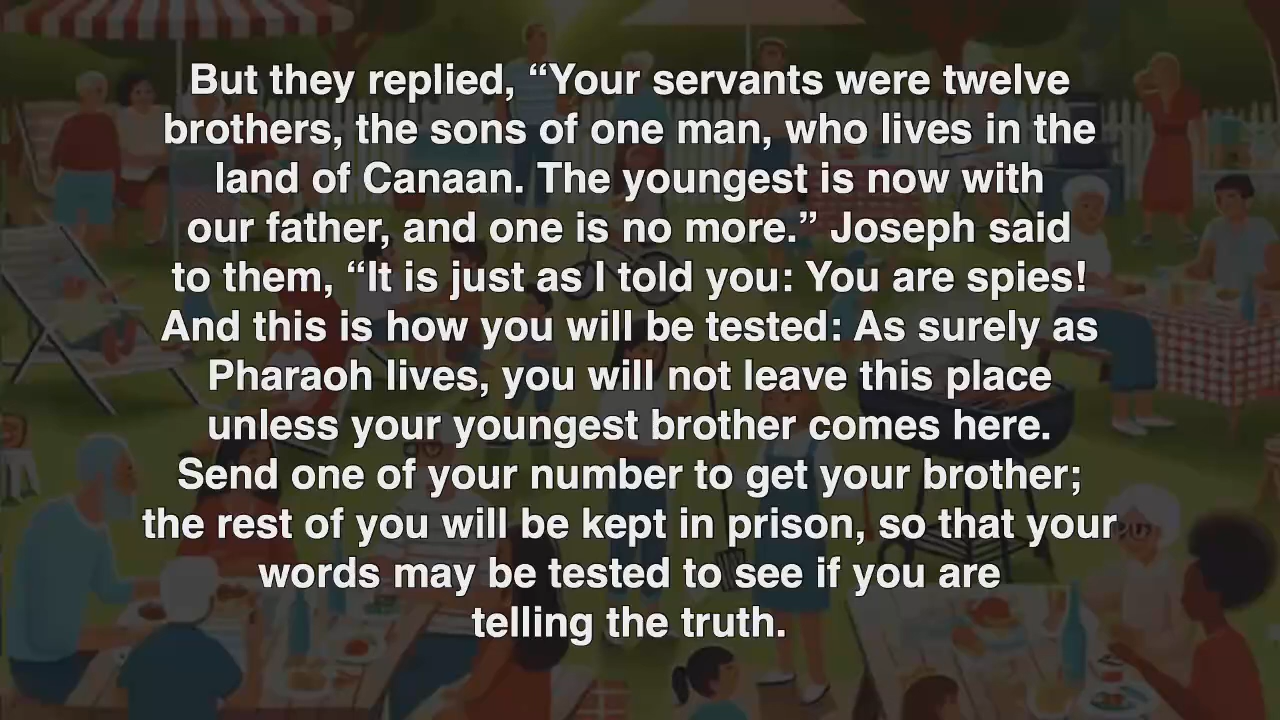 But they replied, “Your servants were twelve
brothers, the sons of one man, who lives in the
land of Canaan. The youngest is now with
our father, and one is no more.” Joseph said
to them, “It is just as I told you: You are spies!
And this is how you will be tested: As surely as
Pharaoh lives, you will not leave this place
unless your youngest brother comes here.
Send one of your number to get your brother;
the rest of you will be kept in prison, so that your
words may be tested to see if you are
telling the truth.